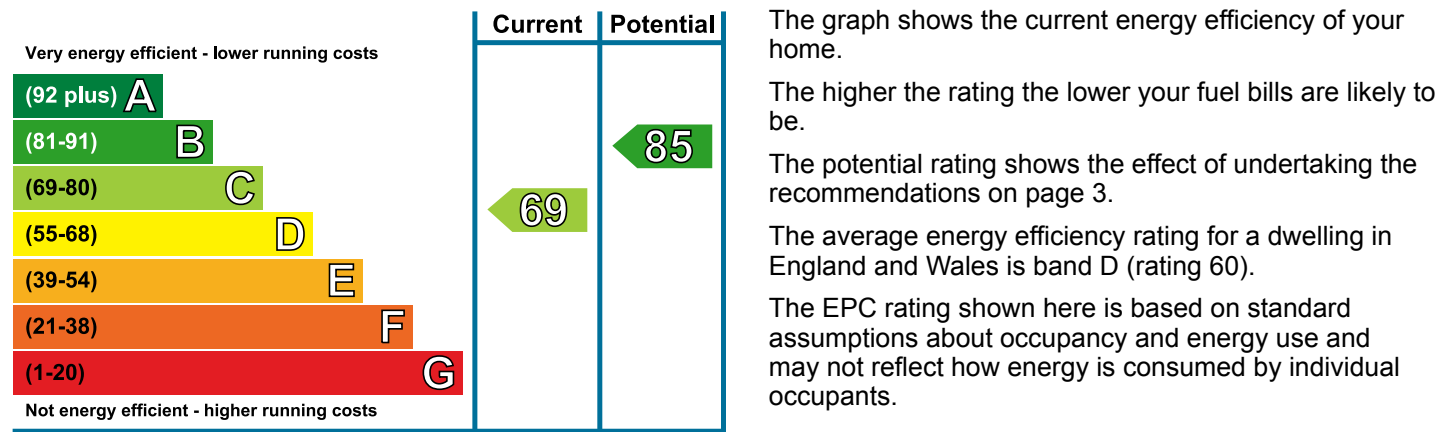 Current Potential
Very energy efficient - lower running costs
(92 plus) A
(81-91) B
85
(69-80) C
69
(55-68) D
(39-54) E
(21-38) F
(1-20) G
Not energy efficient - higher running costs
The graph shows the current energy efficiency of your
home.
The higher the rating the lower your fuel bills are likely to
be.
The potential rating shows the effect of undertaking the
recommendations on page 3.
The average energy efficiency rating for a dwelling in
England and Wales is band D (rating 60).
The EPC rating shown here is based on standard
assumptions about occupancy and energy use and
may not reflect how energy is consumed by individual
occupants.